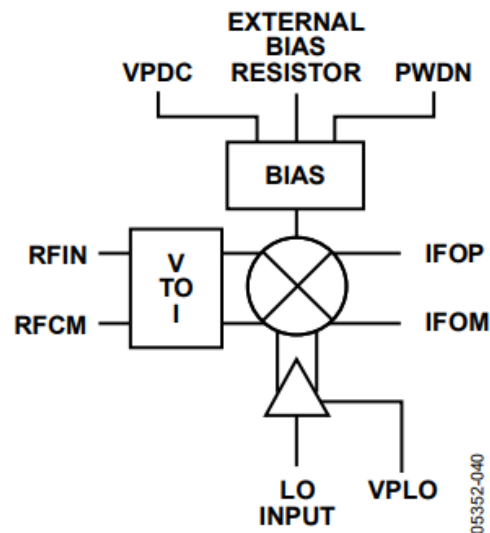 EXTERNAL
BIAS
RESISTOR
VPDC
PWDN
BIAS
RFIN
RFCM
V
TO
I
IFOP
IFOM
LO
INPUT
VPLO
05352-040